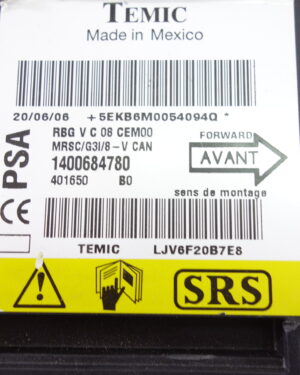 TEMIC
Made in Mexico
20/06/06 +5EKB6M0054094Q *
PSA
RBG V C 08 CEM00
MRSC/G3I/8-V CAN
1400684780
401650 B0
FORWARD
AVANT
sens de montage
CE
TEMIC LJV6F20B7E8
SRS